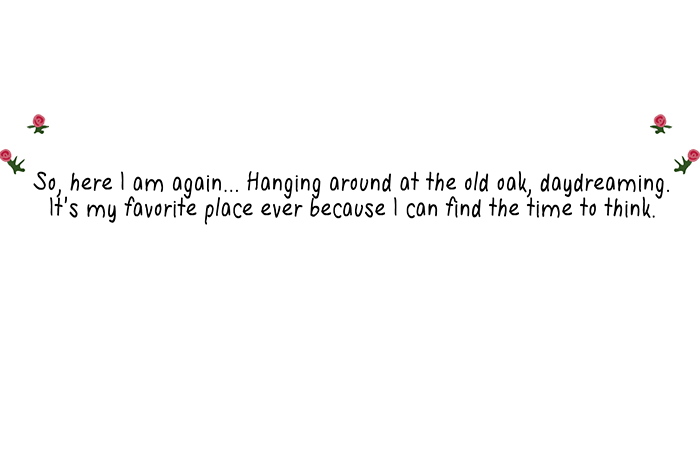 So, here I am again... Hanging around at the old oak, daydreaming.
It's my favorite place ever because I can find the time to think.